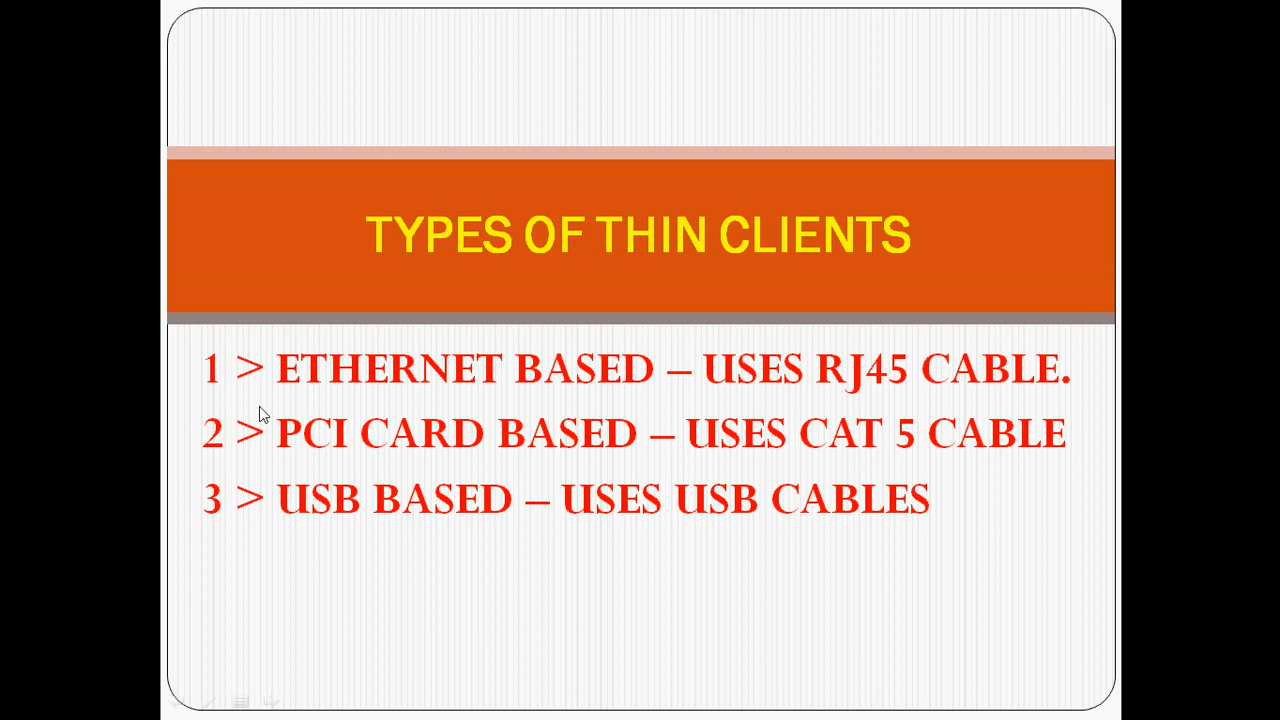 TYPES OF THIN CLIENTS
1 > ETHERNET BASED – USES RJ45 CABLE.
2 > PCI CARD BASED – USES CAT 5 CABLE
3 > USB BASED – USES USB CABLES